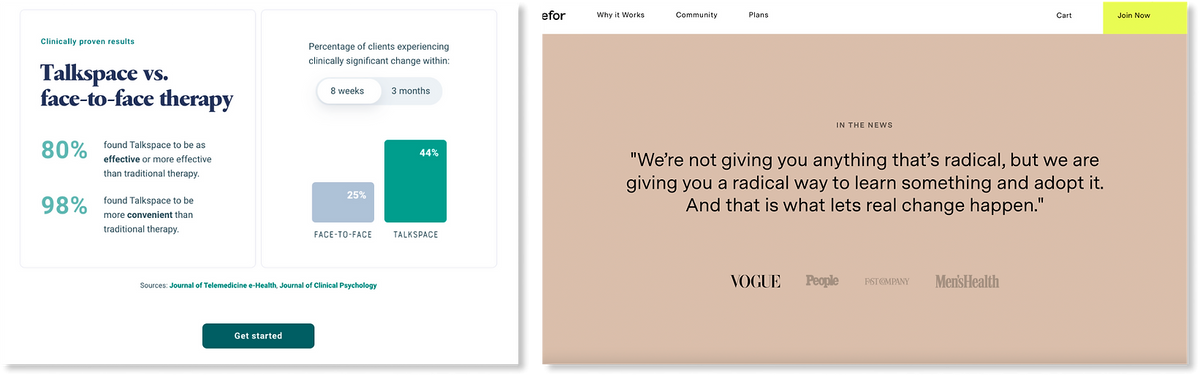 Clinically proven results
Talkspace vs.
face-to-face therapy
80%
found Talkspace to be as
effective or more effective
than traditional therapy.
98%
found Talkspace to be
more convenient than
traditional therapy.
Percentage of clients experiencing
clinically significant change within:
8 weeks
3 months
25%
44%
FACE-TO-FACE
TALKSPACE
Sources: Journal of Telemedicine e-Health, Journal of Clinical Psychology
Get started
efor
Why it Works
Community
Plans
Cart
Join Now
IN THE NEWS
"We’re not giving you anything that’s radical, but we are
giving you a radical way to learn something and adopt it.
And that is what lets real change happen."
VOGUE
People
FAST COMPANY
Men'sHealth